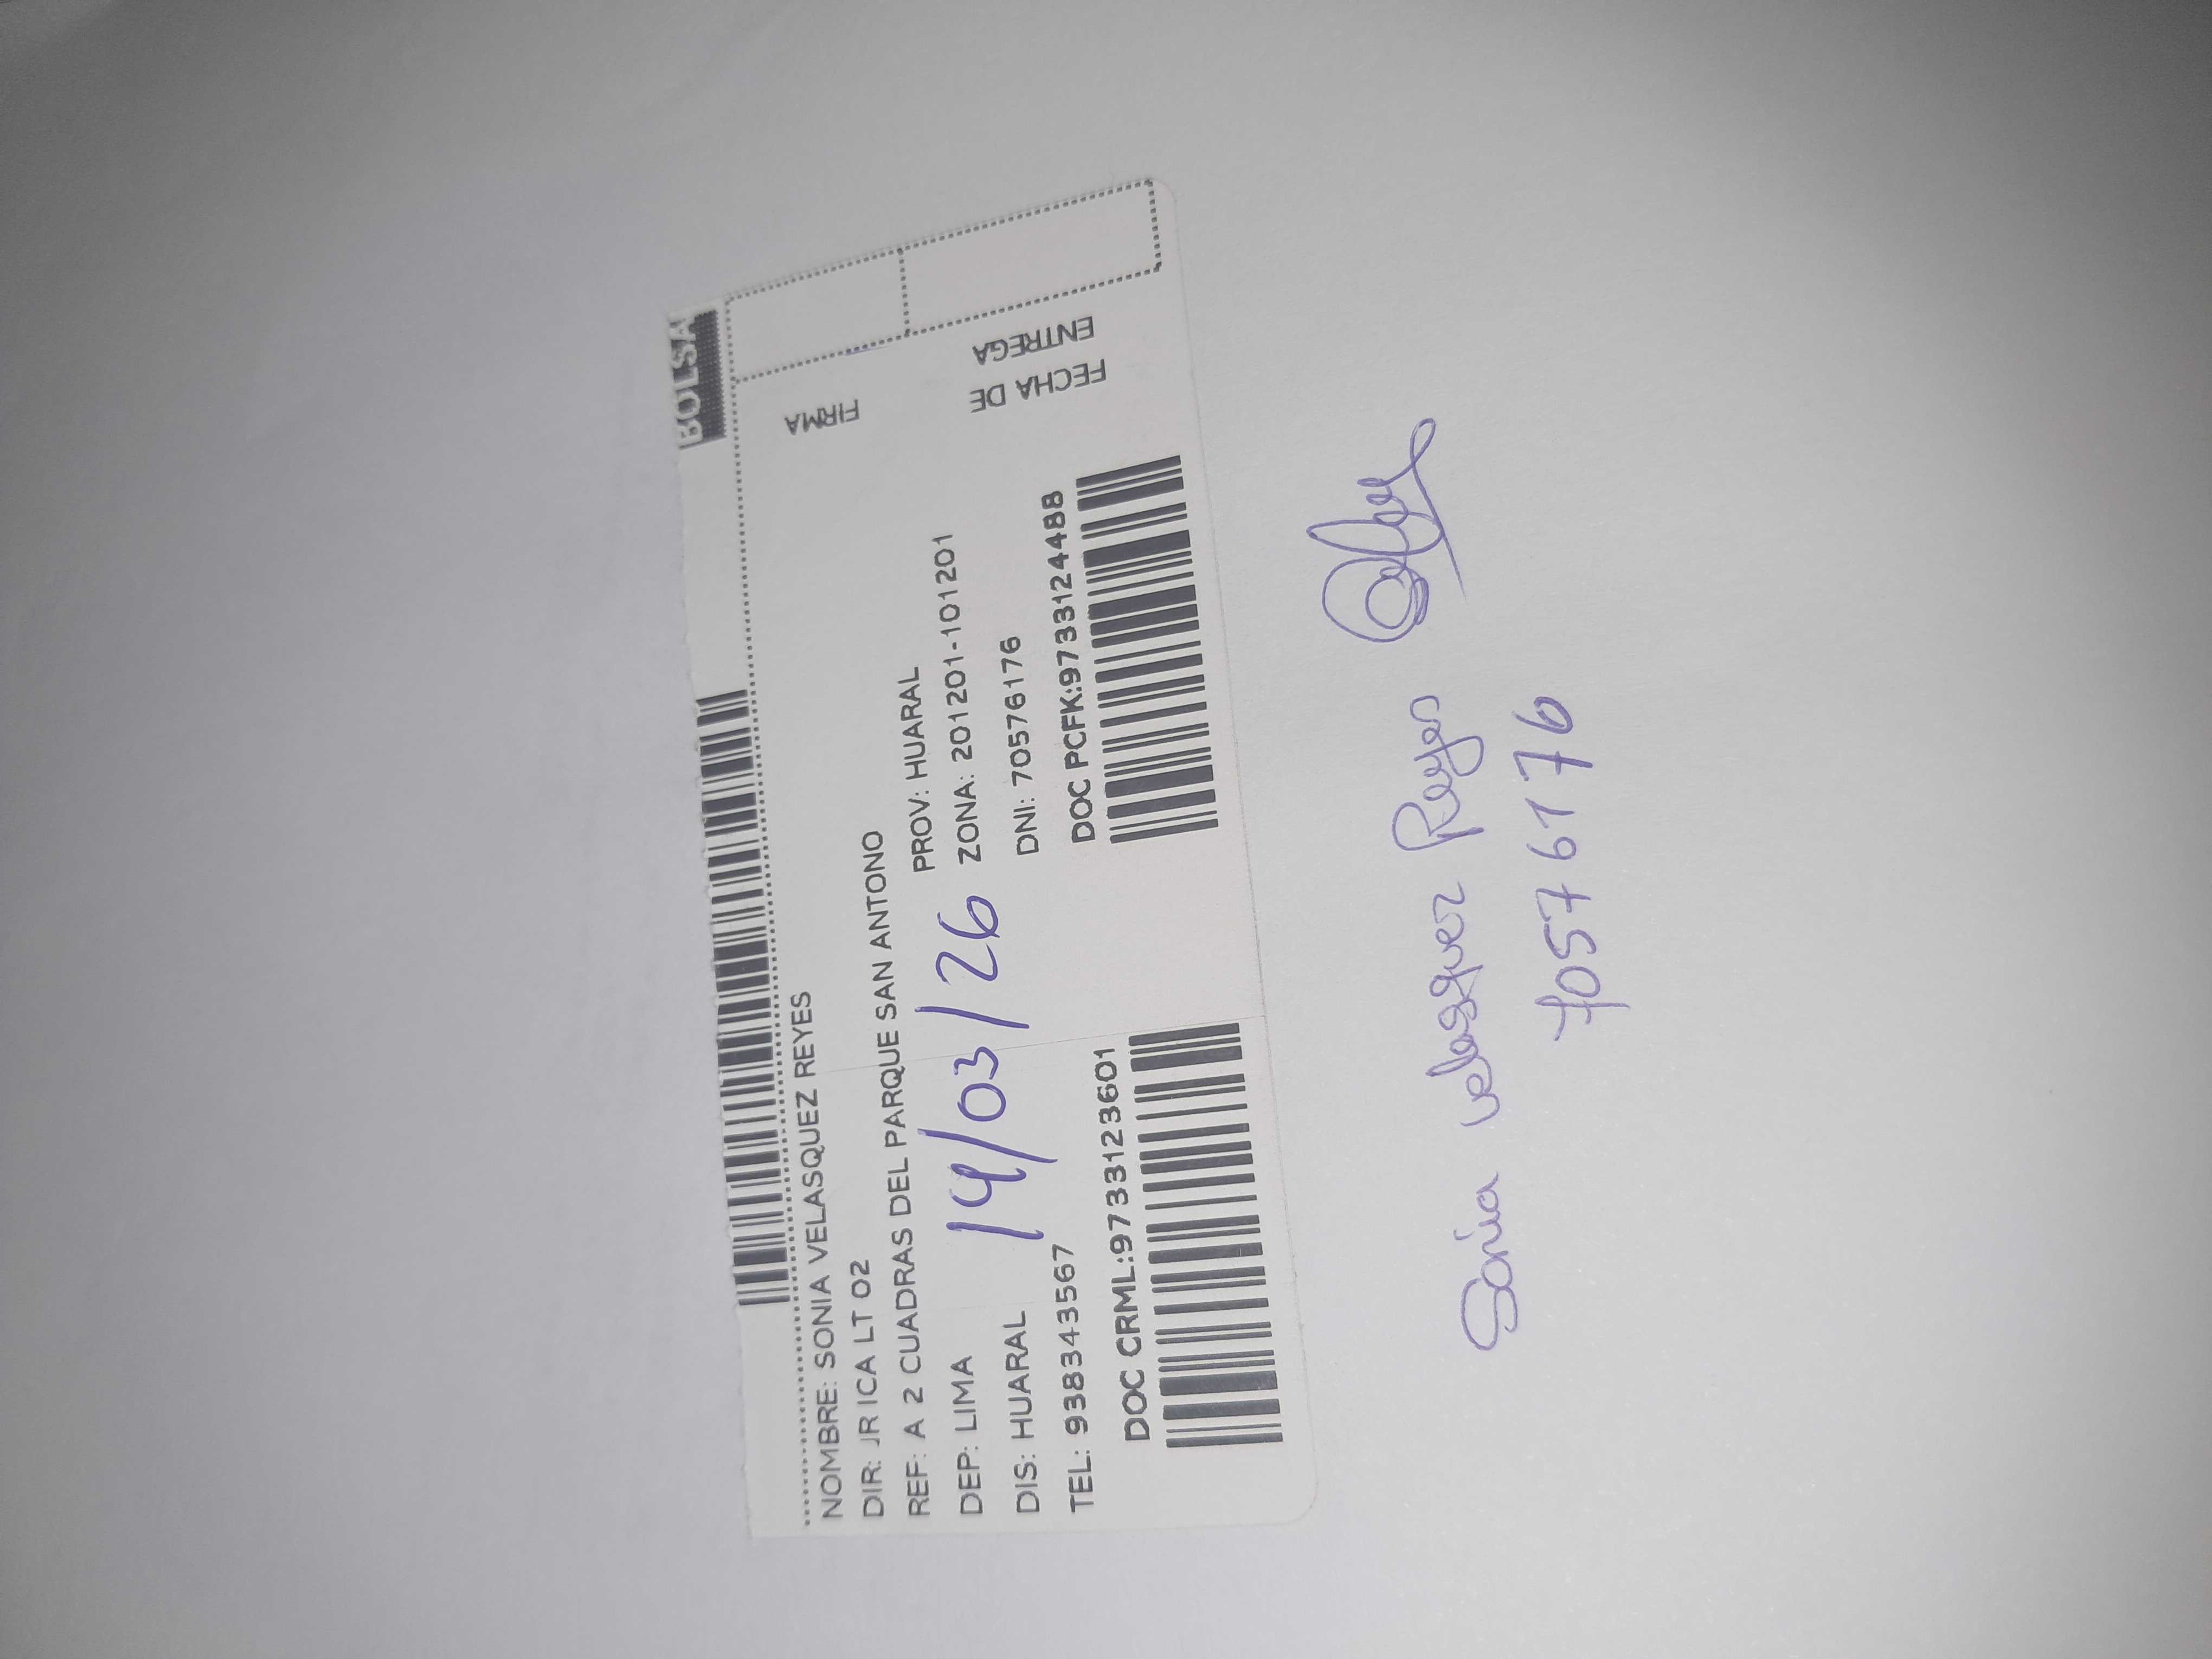 BOLSA
FIRMA
FECHA DE
ENTREGA
NOMBRE: SONIA VELASQUEZ REYES
DIR: JR ICA LT 02
REF: A 2 CUADRAS DEL PARQUE SAN ANTONO
DEP: LIMA PROV: HUARAL
14/03/26
DIS: HUARAL ZONA: 201201-101201
TEL: 938343567 DNI: 70576176
DOC CRML:9733123601 DOC PCFK:9733124488
Sonia Velasquez Reyes
70576176